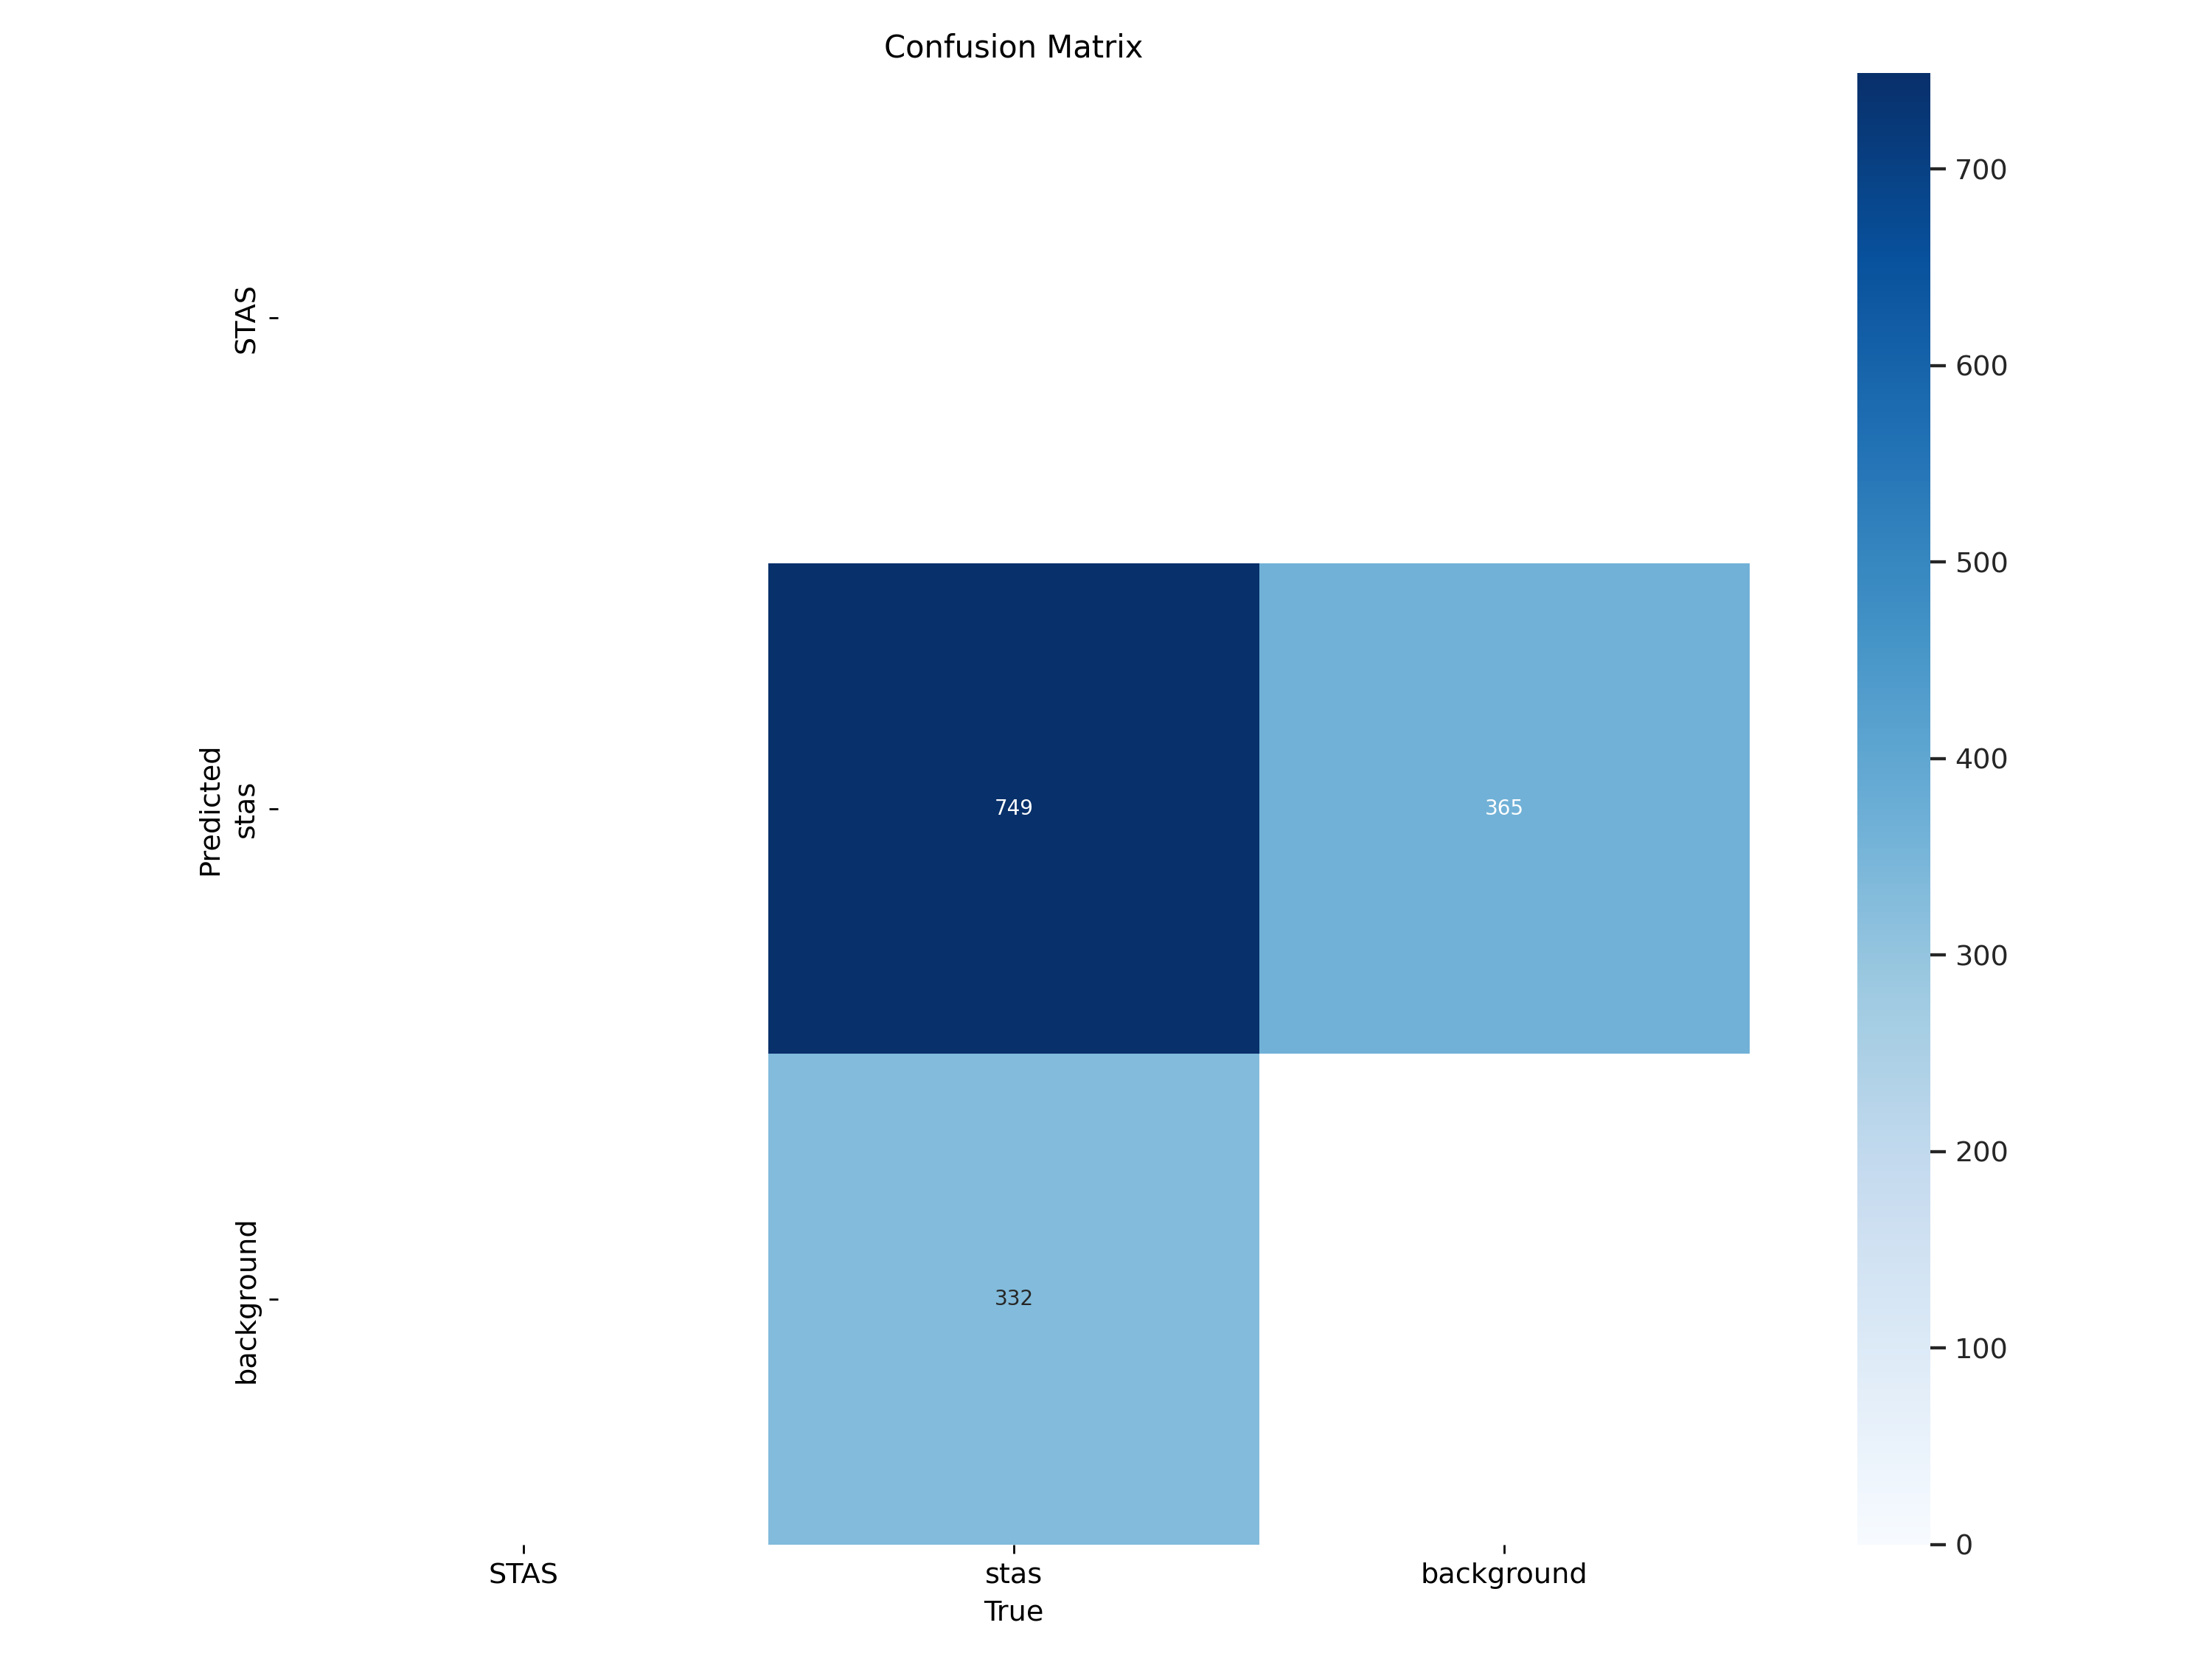 Confusion Matrix
700
600
500
400
300
200
100
0
Predicted
STAS
stas
background
749
365
332
STAS
stas
background
True